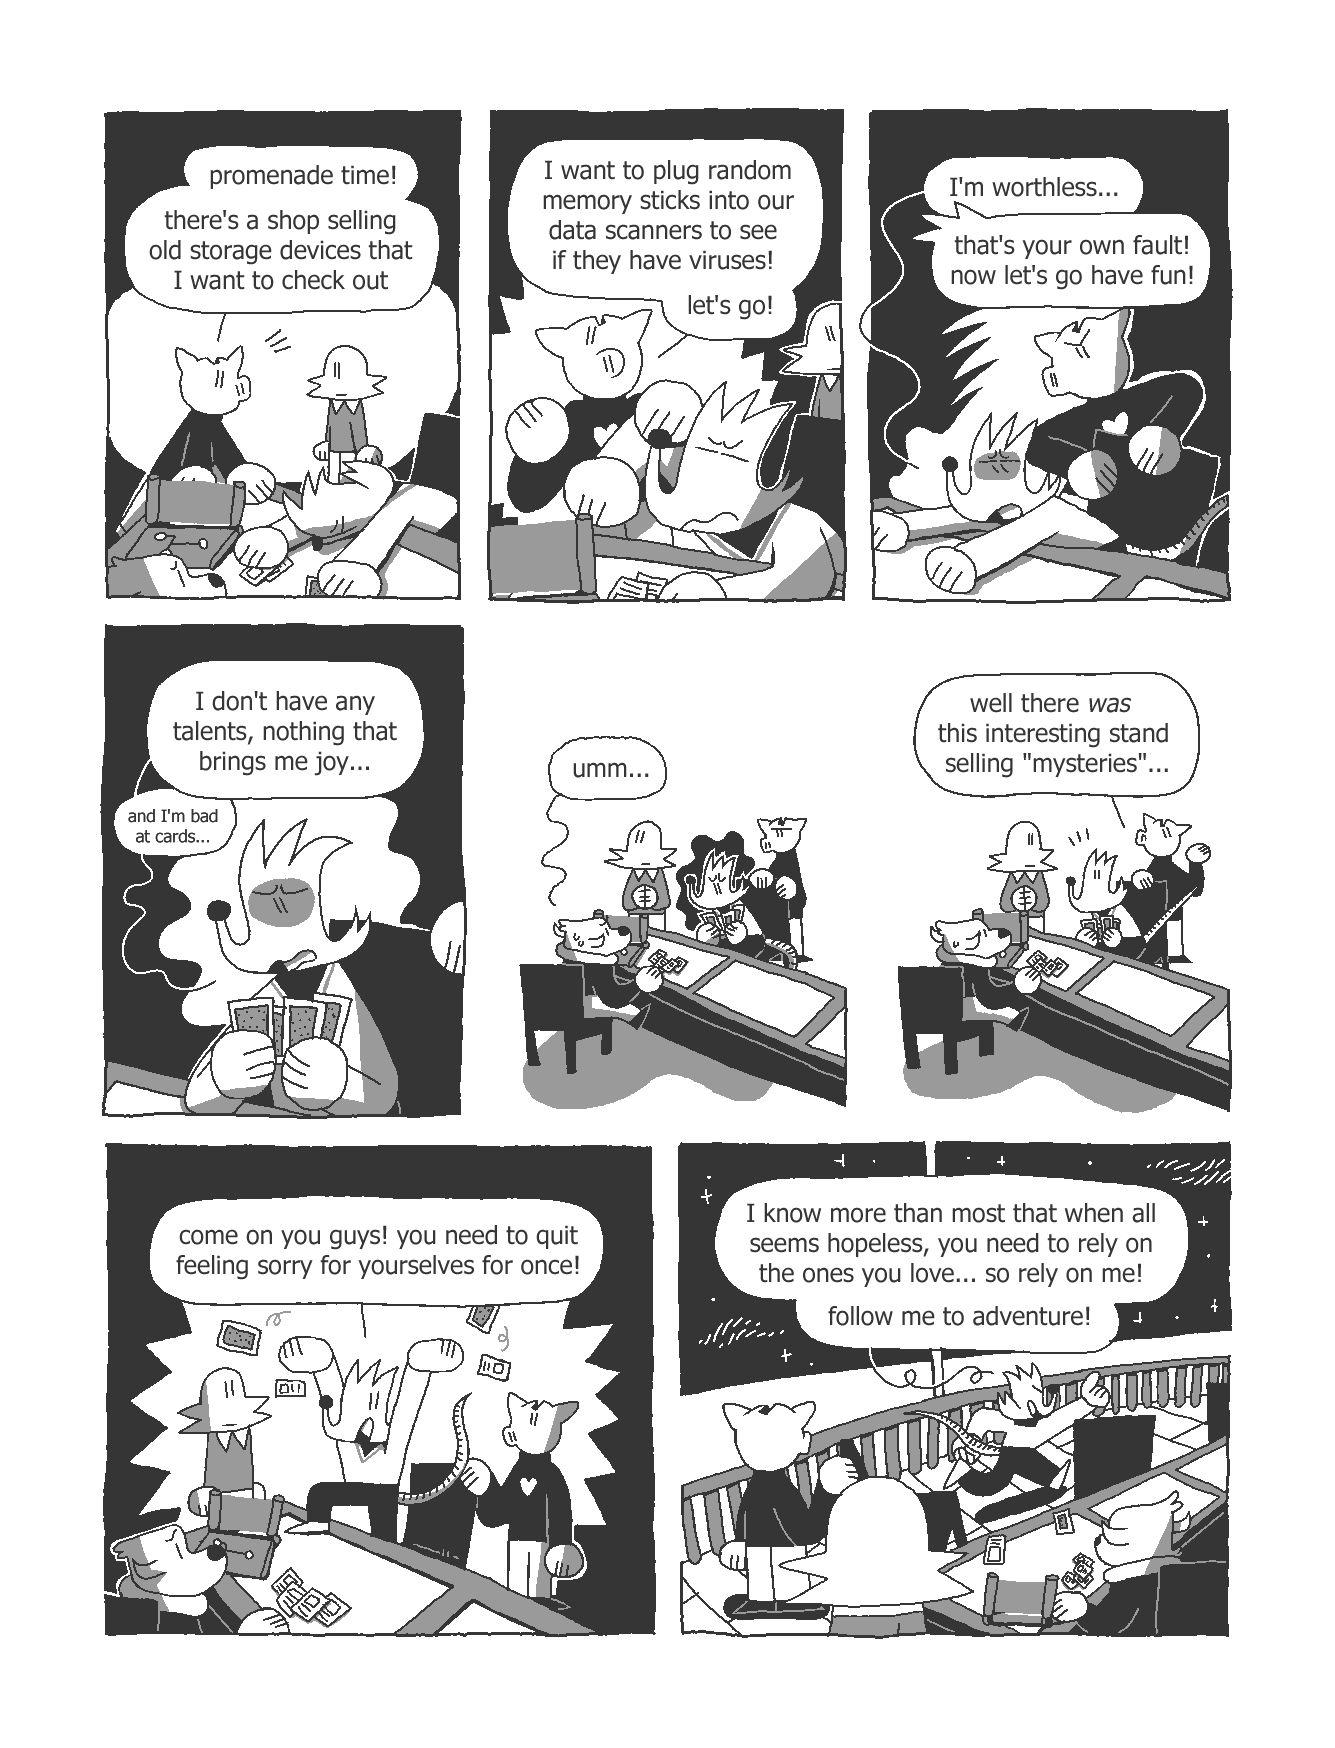 promenade time!
there's a shop selling
old storage devices that
I want to check out
I want to plug random
memory sticks into our
data scanners to see
if they have viruses!
let's go!
I'm worthless...
that's your own fault!
now let's go have fun!
I don't have any
talents, nothing that
brings me joy...
and I'm bad
at cards...
umm...
well there was
this interesting stand
selling "mysteries"...
come on you guys! you need to quit
feeling sorry for yourselves for once!
I know more than most that when all
seems hopeless, you need to rely on
the ones you love... so rely on me!
follow me to adventure!